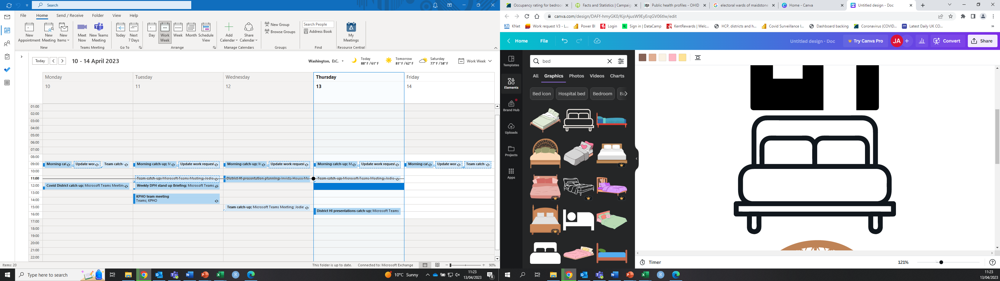 Search
File Home Send / Receive Folder View Help
New Appointment
New Meeting
New Items
Meet Now
New Teams Meeting
Today
Next 7 Days
Day
Work Week
Week
Month
Schedule View
Add Calendar
Share Calendar
New Group
Browse Groups
Search People
Address Book
My Meetings
New
Teams Meeting
Go To
Arrange
Manage Calendars
Groups
Find
Resource Central
Today
10 - 14 April 2023
Washington, D.C.
Today
88° F / 61° F
Tomorrow
81° F / 62° F
Saturday
77° F / 58° F
Work Week
Monday Tuesday Wednesday Thursday Friday
10 11 12 13 14
01:00
02:00
03:00
04:00
05:00
06:00
07:00
08:00
09:00
Morning cat
Update wor
Team catch-
Morning catch-up; M
Update work request
Morning catch-up; M
Update work request
Morning catch-up; M
Update work request
Morning cat
Update wor
Team catch-
10:00
11:00
Team catch-up; Microsoft Teams Meeting; Jodie
District HI presentation planning; Invicta House Me
Team catch-up; Microsoft Teams Meeting; Jodie
12:00
Covid District catch up; Microsoft Teams Meeting
Weekly DPH stand up Briefing; Microsoft Teams
13:00
KPHO team meeting
Teams; KPHO
14:00
15:00
Team catch-up; Microsoft Teams Meeting; Jodie
16:00
District HI presentations catch-up; Microsoft Teams
17:00
18:00
19:00
20:00
21:00
22:00
Items: 20
This folder is up to date.
Connected to: Microsoft Exchange
90%
Type here to search
10°C Sunny
11:23
13/04/2023
8
Occupancy rating for bedroor
Facts and Statistics | Campaig
Public health profiles - OHID
electoral wards of maidstone
Home - Canva
Untitled design - Doc
canva.com/design/DAFf-hmyGK0/KijrAjusW9EyErqGV06tIw/edit
KNet
Work request V3 - L...
Power BI
Login
Sign in | DataCamp
KentRewards | Welc...
HCP, districts and h...
Covid Surveillance I...
Dashboard backing
Coronavirus (COVID...
Latest Daily UK CO...
Home
File
Untitled design - Doc
Try Canva Pro
JA
Convert
Share
Templates
Elements
Brand Hub
Uploads
Projects
Apps
bed
All Graphics Photos Videos Charts
Bed icon
Hospital bed
Bedroom
Ba
Timer
121%
11:23
13/04/2023